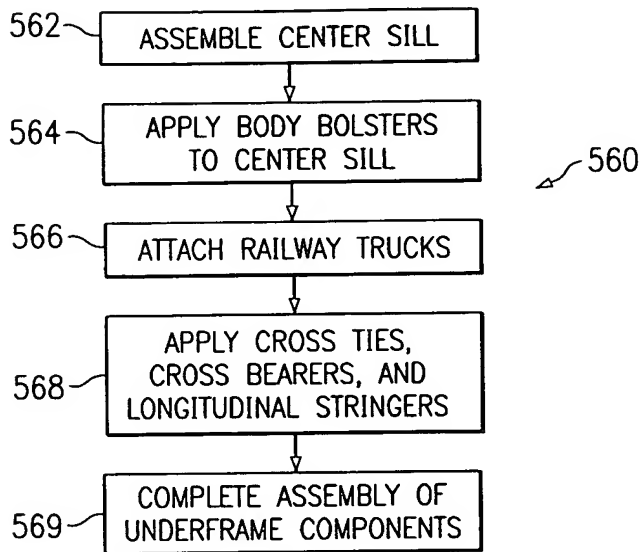 562
ASSEMBLE CENTER SILL
564
APPLY BODY BOLSTERS
TO CENTER SILL
560
566
ATTACH RAILWAY TRUCKS
568
APPLY CROSS TIES,
CROSS BEARERS, AND
LONGITUDINAL STRINGERS
569
COMPLETE ASSEMBLY OF
UNDERFRAME COMPONENTS